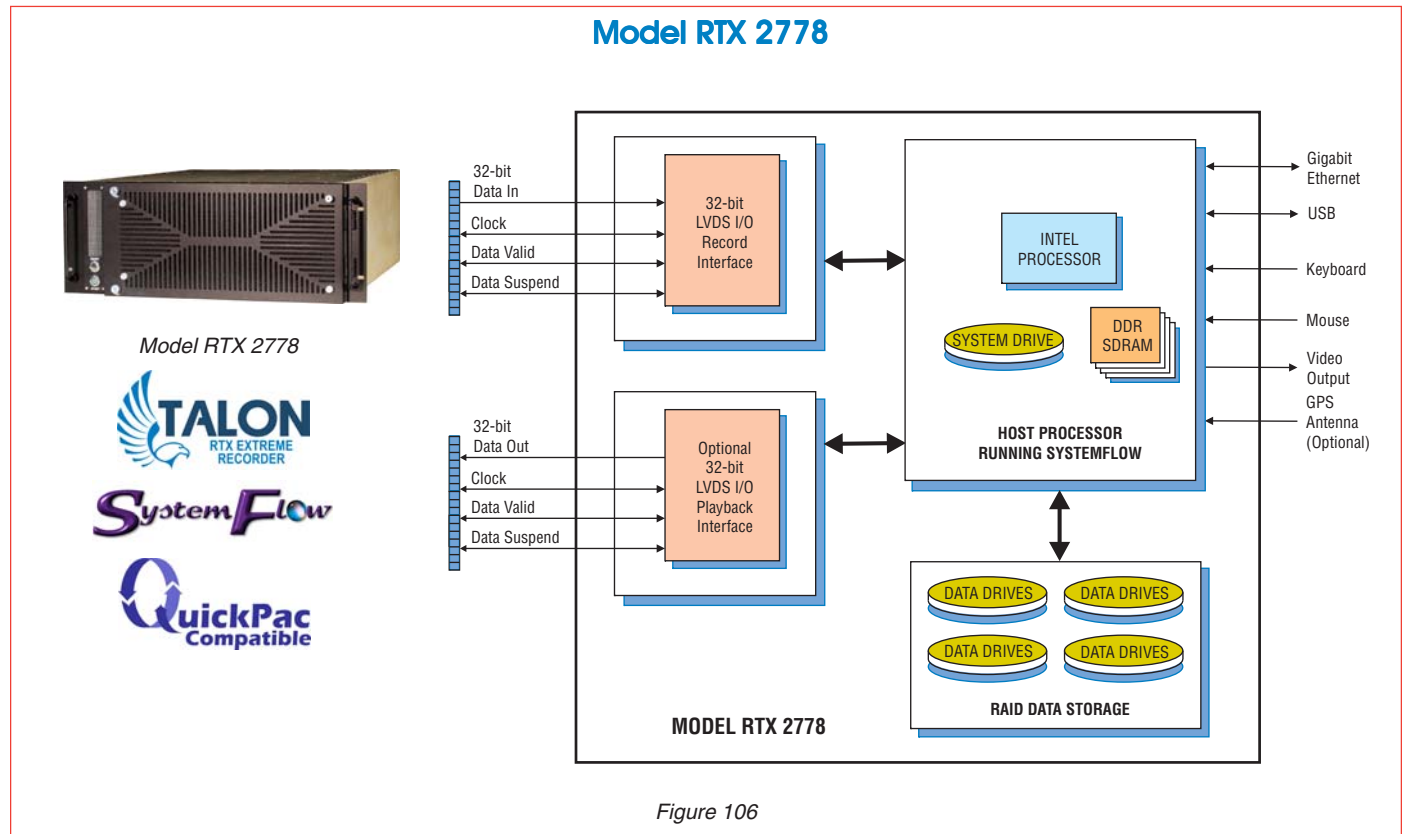 Model RTX 2778
Model RTX 2778
TALON
RTX EXTREME
RECORDER
SystemFlow
QuickPac
Compatible
32-bit
Data In
Clock
Data Valid
Data Suspend
32-bit
LVDS I/O
Record
Interface
32-bit
Data Out
Clock
Data Valid
Data Suspend
Optional
32-bit
LVDS I/O
Playback
Interface
INTEL
PROCESSOR
SYSTEM DRIVE
DDR
SDRAM
HOST PROCESSOR
RUNNING SYSTEMFLOW
Gigabit
Ethernet
USB
Keyboard
Mouse
Video
Output
GPS
Antenna
(Optional)
DATA DRIVES
DATA DRIVES
DATA DRIVES
DATA DRIVES
RAID DATA STORAGE
MODEL RTX 2778
Figure 106